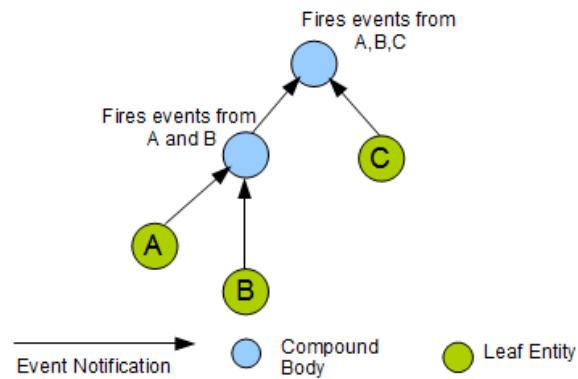 Fires events from
A,B,C
Fires events from
A and B
C
A
B
Event Notification
Compound
Body
Leaf Entity